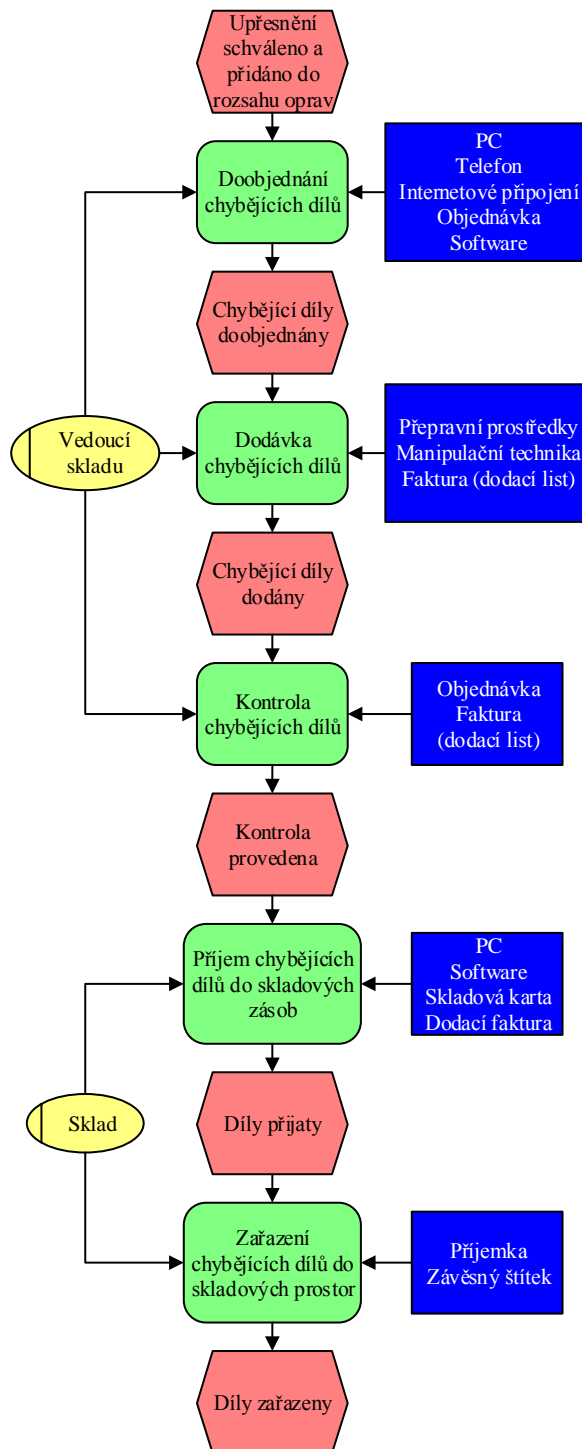 Upřesnění
schváleno a
přidáno do
rozsahu oprav
Doobjednání
chybějících dílů
PC
Telefon
Internetové připojení
Objednávka
Software
Chybějící díly
doobjednány
Vedoucí
skladu
Dodávka
chybějících dílů
Přepravní prostředky
Manipulační technika
Faktura (dodací list)
Chybějící díly
dodány
Kontrola
chybějících dílů
Objednávka
Faktura
(dodací list)
Kontrola
provedena
Příjem chybějících
dílů do skladových
zásob
PC
Software
Skladová karta
Dodací faktura
Sklad
Díly přijaty
Zařazení
chybějících dílů do
skladových prostor
Příjemka
Závěsný štítek
Díly zařazeny